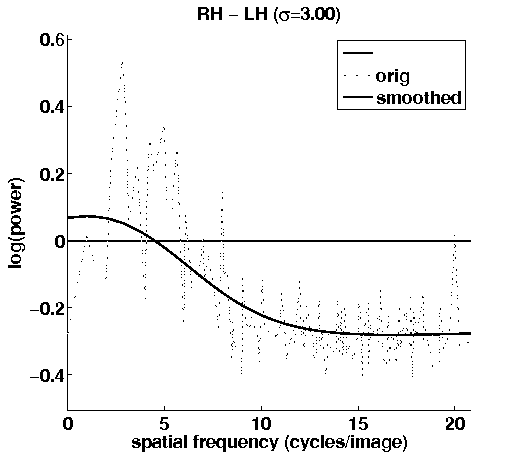 RH − LH (σ=3.00)
orig
smoothed
0.6
0.4
0.2
0
−0.2
−0.4
log(power)
0 5 10 15 20
spatial frequency (cycles/image)